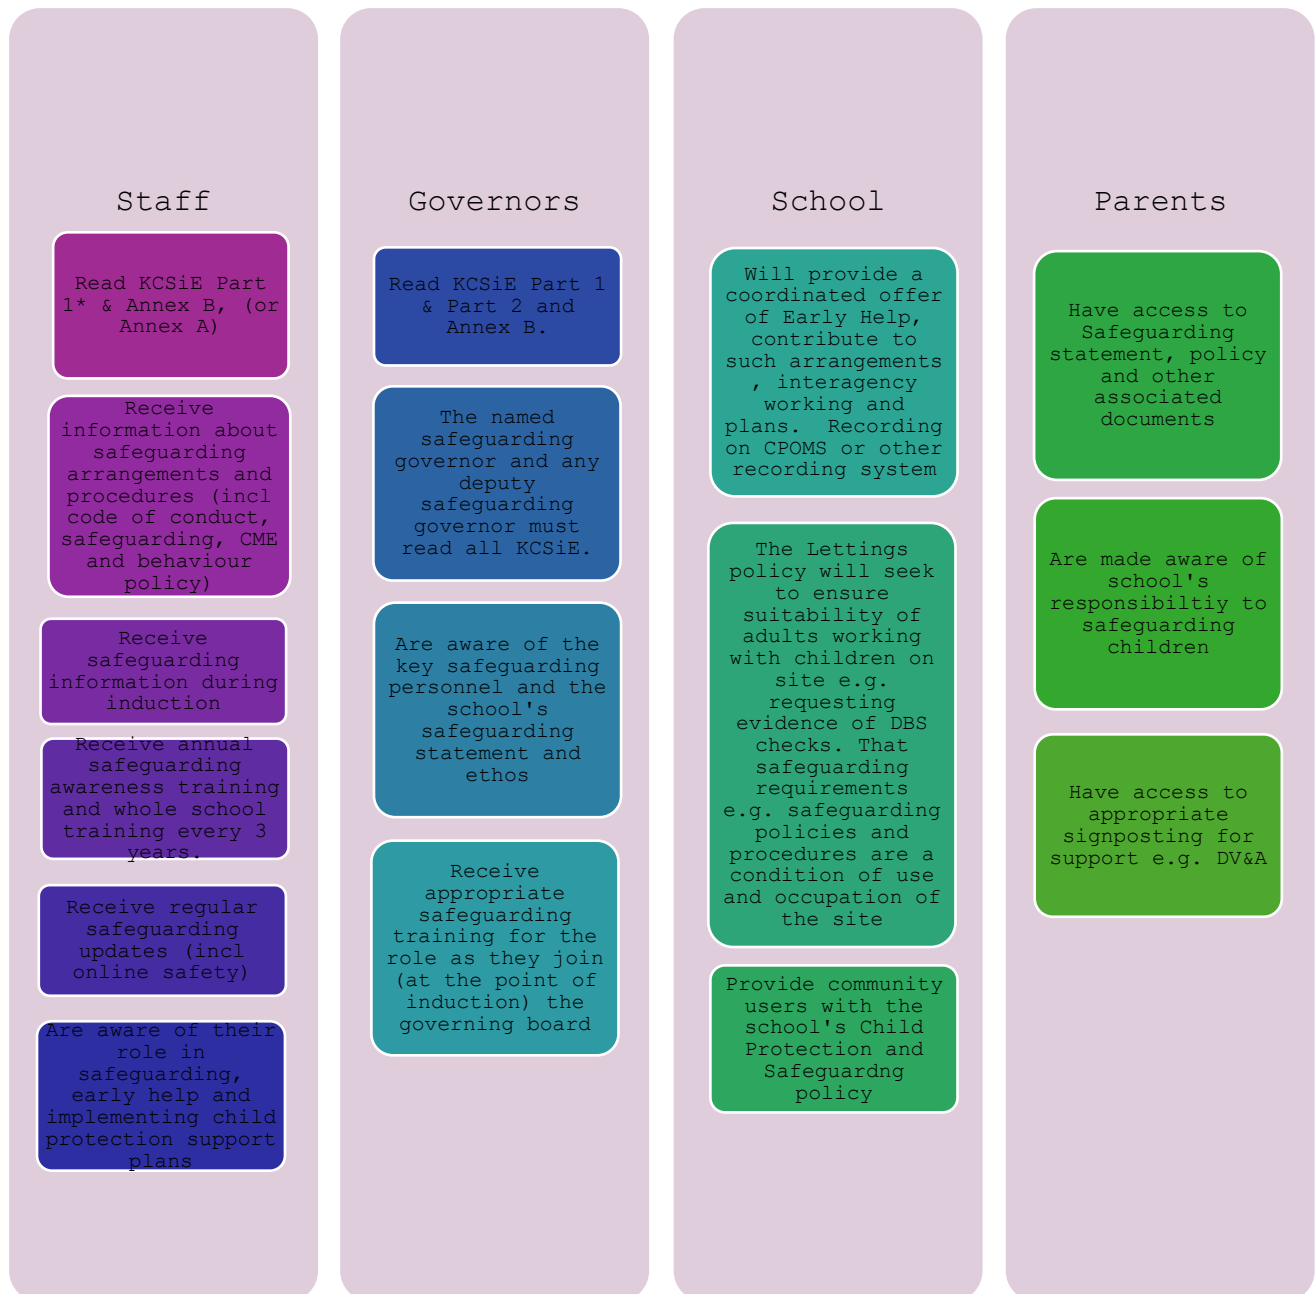 Staff
Read KCSiE Part
1* & Annex B, (or
Annex A)
Receive
information about
safeguarding
arrangements and
procedures (incl
code of conduct,
safeguarding, CME
and behaviour
policy)
Receive
safeguarding
information during
induction
Receive annual
safeguarding
awareness training
and whole school
training every 3
years.
Receive regular
safeguarding
updates (incl
online safety)
Are aware of their
role in
safeguarding,
early help and
implementing child
protection support
plans
Governors
Read KCSiE Part 1
& Part 2 and
Annex B.
The named
safeguarding
governor and any
deputy
safeguarding
governor must
read all KCSiE.
Are aware of the
key safeguarding
personnel and the
school's
safeguarding
statement and
ethos
Receive
appropriate
safeguarding
training for the
role as they join
(at the point of
induction) the
governing board
School
Will provide a
coordinated offer
of Early Help,
contribute to
such arrangements
, interagency
working and
plans. Recording
on CPOMS or other
recording system
The Lettings
policy will seek
to ensure
suitability of
adults working
with children on
site e.g.
requesting
evidence of DBS
checks. That
safeguarding
requirements
e.g. safeguarding
policies and
procedures are a
condition of use
and occupation of
the site
Provide community
users with the
school's Child
Protection and
Safeguardng
policy
Parents
Have access to
Safeguarding
statement, policy
and other
associated
documents
Are made aware of
school's
responsibiltiy to
safeguarding
children
Have access to
appropriate
signposting for
support e.g. DV&A